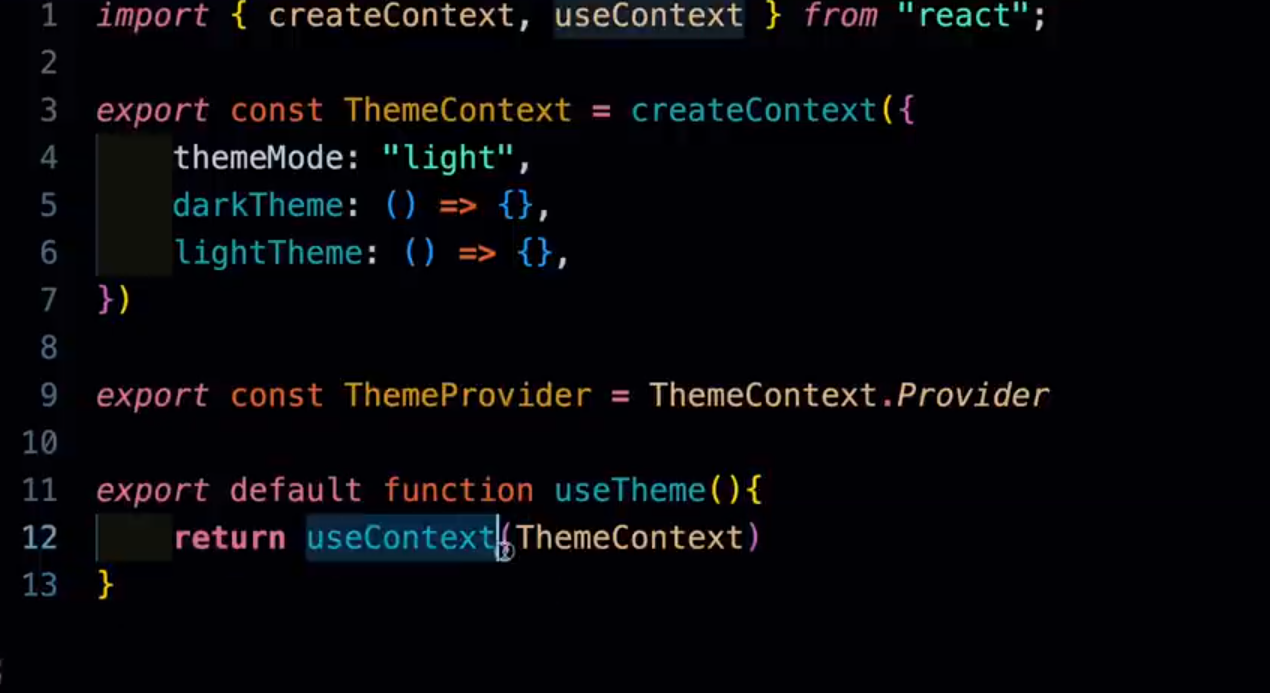 1 import { createContext, useContext } from "react";
2
3 export const ThemeContext = createContext({
4     themeMode: "light",
5     darkTheme: () => {},
6     lightTheme: () => {},
7 })
8
9 export const ThemeProvider = ThemeContext.Provider
10
11 export default function useTheme(){
12     return useContext(ThemeContext)
13 }